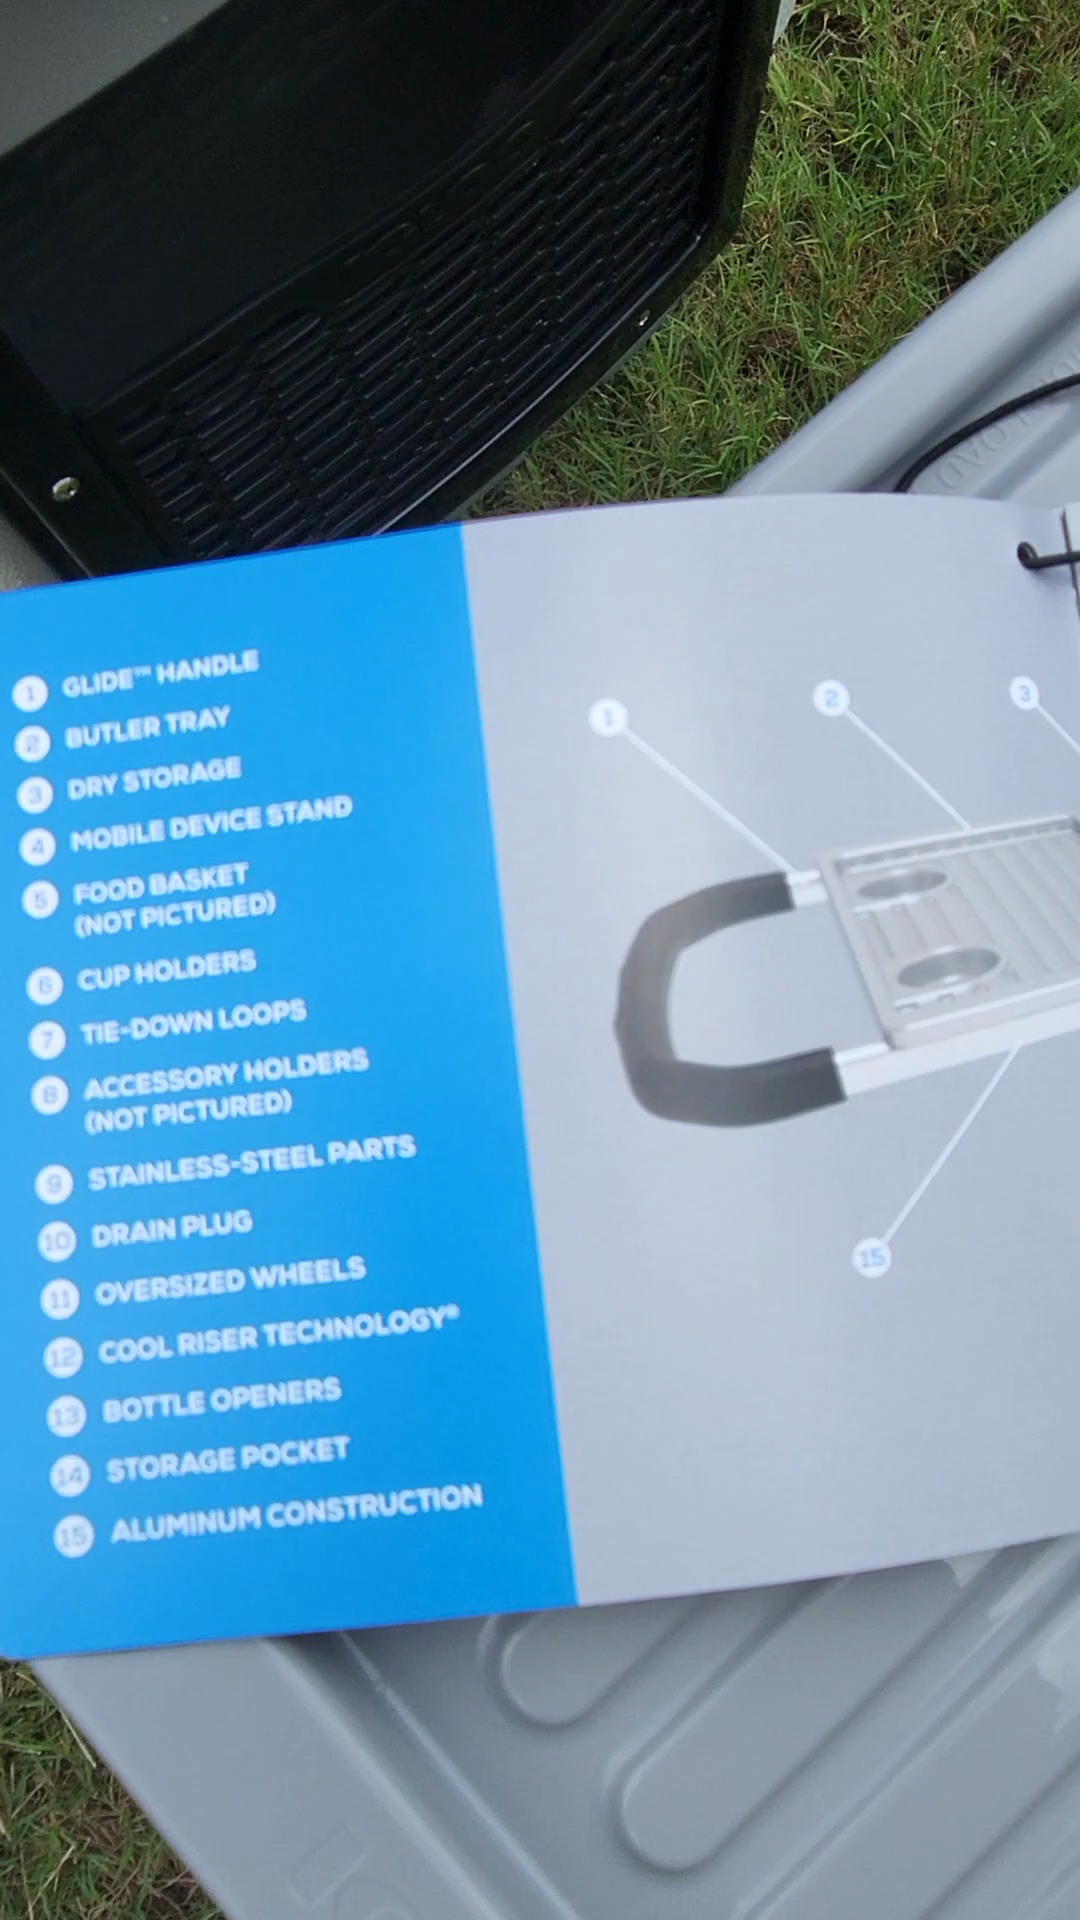 1 GLIDE™ HANDLE
2 BUTLER TRAY
3 DRY STORAGE
4 MOBILE DEVICE STAND
5 FOOD BASKET
(NOT PICTURED)
6 CUP HOLDERS
7 TIE-DOWN LOOPS
8 ACCESSORY HOLDERS
(NOT PICTURED)
9 STAINLESS-STEEL PARTS
10 DRAIN PLUG
11 OVERSIZED WHEELS
12 COOL RISER TECHNOLOGY®
13 BOTTLE OPENERS
14 STORAGE POCKET
15 ALUMINUM CONSTRUCTION
1
2
3
15